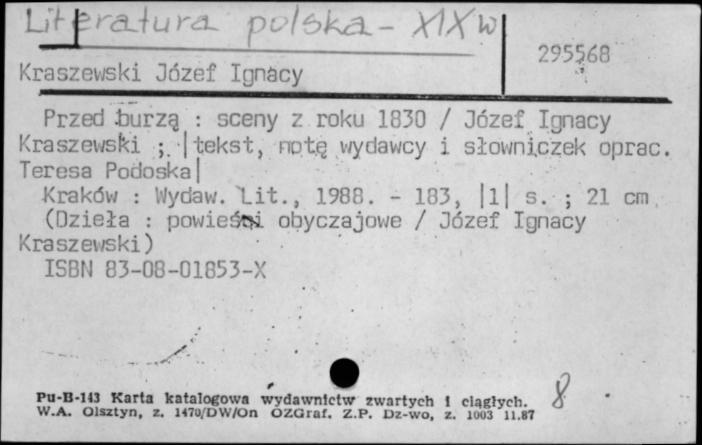 Literatura polska - XIX w
295568
Kraszewski Józef Ignacy
Przed burzą : sceny z roku 1830 / Józef Ignacy
Kraszewski ; |tekst, notę wydawcy i słowniczek oprac.
Teresa Podoska|
Kraków : Wydaw. Lit., 1988. - 183, |1| s. ; 21 cm
(Dzieła : powieści obyczajowe / Józef Ignacy
Kraszewski)
ISBN 83-08-01853-X
Pu-B-143 Karta katalogowa wydawnictw zwartych i ciągłych.
8
W.A. Olsztyn, z. 1470/DW/On OZGraf. Z.P. Dz-wo, z. 1003 11.87